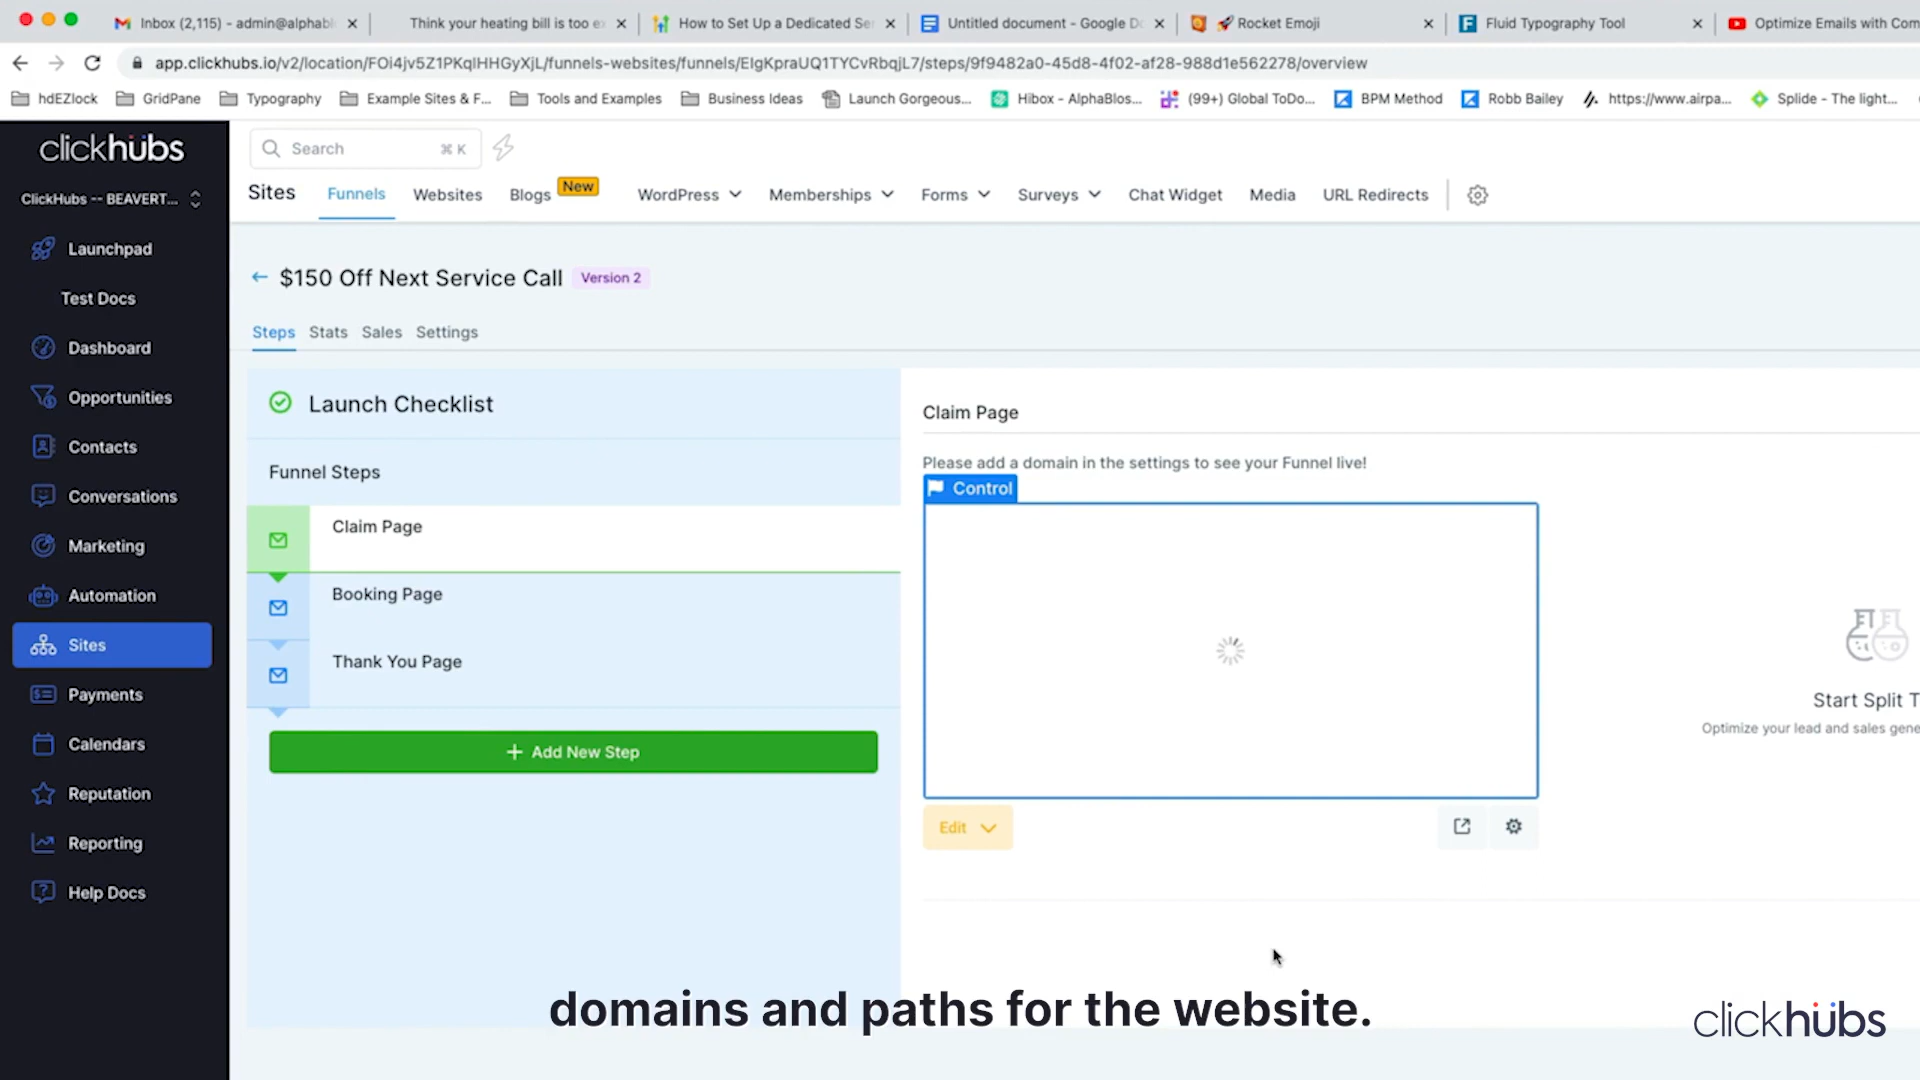 Inbox (2,115) - admin@alphab
Think your heating bill is too e
How to Set Up a Dedicated Se
Untitled document - Google D
🚀 Rocket Emoji
Fluid Typography Tool
Optimize Emails with Com
app.clickhubs.io/v2/location/FOi4jv5Z1PKqIHHGyXjL/funnels-websites/funnels/EIgKpraUQ1TYCvRbqjL7/steps/9f9482a0-45d8-4f02-af28-988d1e562278/overview
hdEZlock
GridPane
Typography
Example Sites & F...
Tools and Examples
Business Ideas
Launch Gorgeous...
Hibox - AlphaBlos...
(99+) Global ToDo...
BPM Method
Robb Bailey
https://www.airpa...
Splide - The light...
clickhubs
ClickHubs -- BEAVERT...
Launchpad
Test Docs
Dashboard
Opportunities
Contacts
Conversations
Marketing
Automation
Sites
Payments
Calendars
Reputation
Reporting
Help Docs
Search ⌘ K
Sites
Funnels
Websites
Blogs
New
WordPress
Memberships
Forms
Surveys
Chat Widget
Media
URL Redirects
← $150 Off Next Service Call
Version 2
Steps
Stats
Sales
Settings
Launch Checklist
Funnel Steps
Claim Page
Booking Page
Thank You Page
+ Add New Step
Claim Page
Please add a domain in the settings to see your Funnel live!
Control
Edit
Start Split T
Optimize your lead and sales gene
domains and paths for the website.
clickhubs